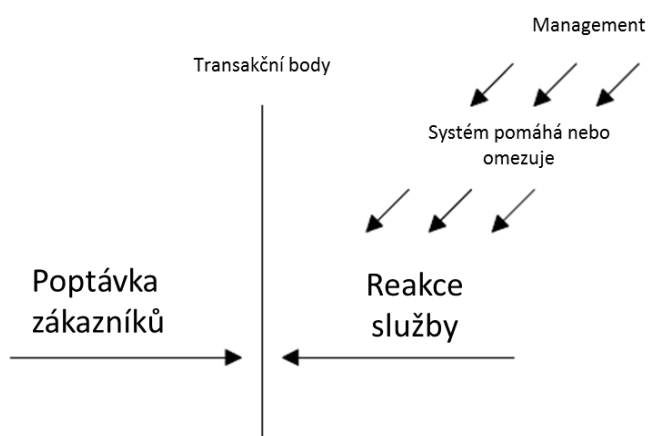 Management
Transakční body
Systém pomáhá nebo
omezuje
Poptávka
zákazníků
Reakce
služby